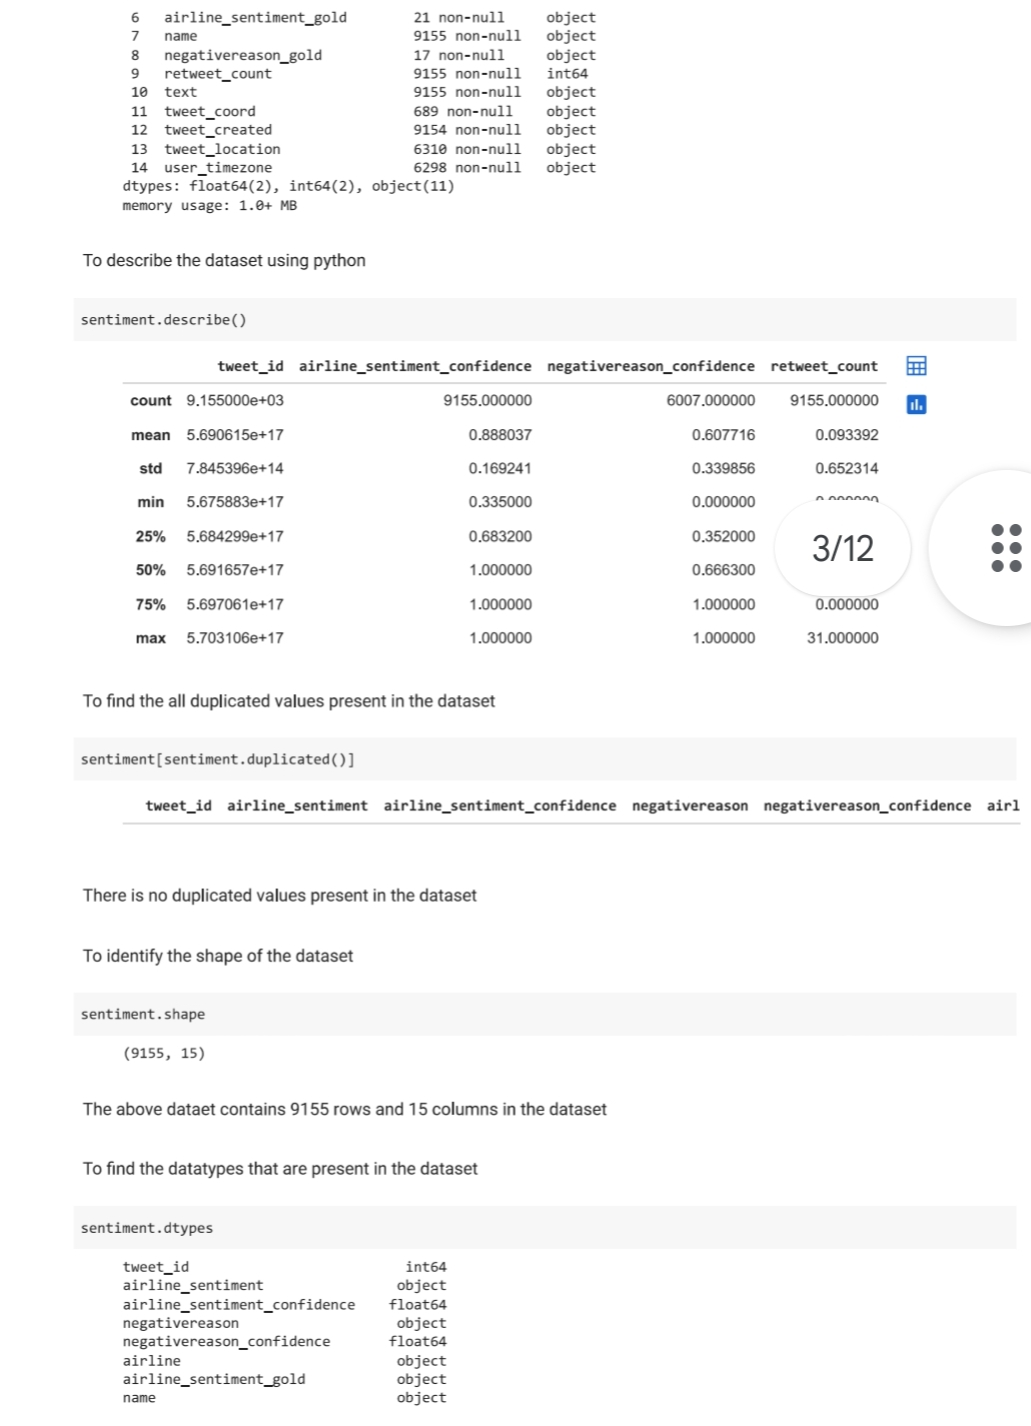 6 airline_sentiment_gold 21 non-null object
7 name 9155 non-null object
8 negativereason_gold 17 non-null object
9 retweet_count 9155 non-null int64
10 text 9155 non-null object
11 tweet_coord 689 non-null object
12 tweet_created 9154 non-null object
13 tweet_location 6310 non-null object
14 user_timezone 6298 non-null object
dtypes: float64(2), int64(2), object(11)
memory usage: 1.0+ MB
To describe the dataset using python
sentiment.describe()
tweet_id airline_sentiment_confidence negativereason_confidence retweet_count
count 9.155000e+03 9155.000000 6007.000000 9155.000000
mean 5.690615e+17 0.888037 0.607716 0.093392
std 7.845396e+14 0.169241 0.339856 0.652314
min 5.675883e+17 0.335000 0.000000
25% 5.684299e+17 0.683200 0.352000
3/12
50% 5.691657e+17 1.000000 0.666300
75% 5.697061e+17 1.000000 1.000000 0.000000
max 5.703106e+17 1.000000 1.000000 31.000000
To find the all duplicated values present in the dataset
sentiment[sentiment.duplicated()]
tweet_id airline_sentiment airline_sentiment_confidence negativereason negativereason_confidence airl
There is no duplicated values present in the dataset
To identify the shape of the dataset
sentiment.shape
(9155, 15)
The above dataet contains 9155 rows and 15 columns in the dataset
To find the datatypes that are present in the dataset
sentiment.dtypes
tweet_id int64
airline_sentiment object
airline_sentiment_confidence float64
negativereason object
negativereason_confidence float64
airline object
airline_sentiment_gold object
name object